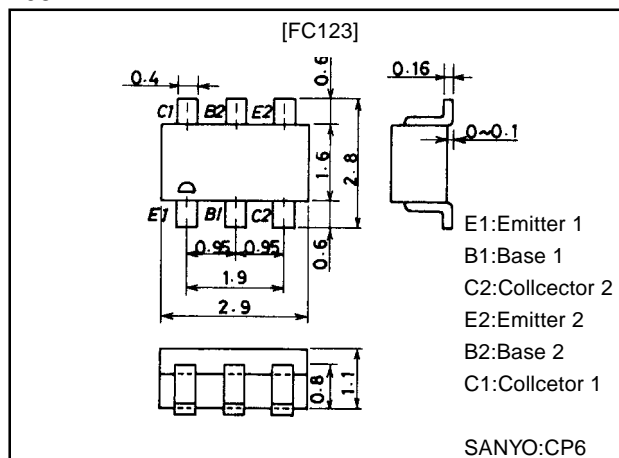 [FC123]
0.4
C1 B2 E2
0.6
1.6
2.8
0.6
E1 B1 C2
0.95 0.95
1.9
2.9
0.16
0~0.1
0.8
1.1
E1:Emitter 1
B1:Base 1
C2:Collcector 2
E2:Emitter 2
B2:Base 2
C1:Collcetor 1
SANYO:CP6